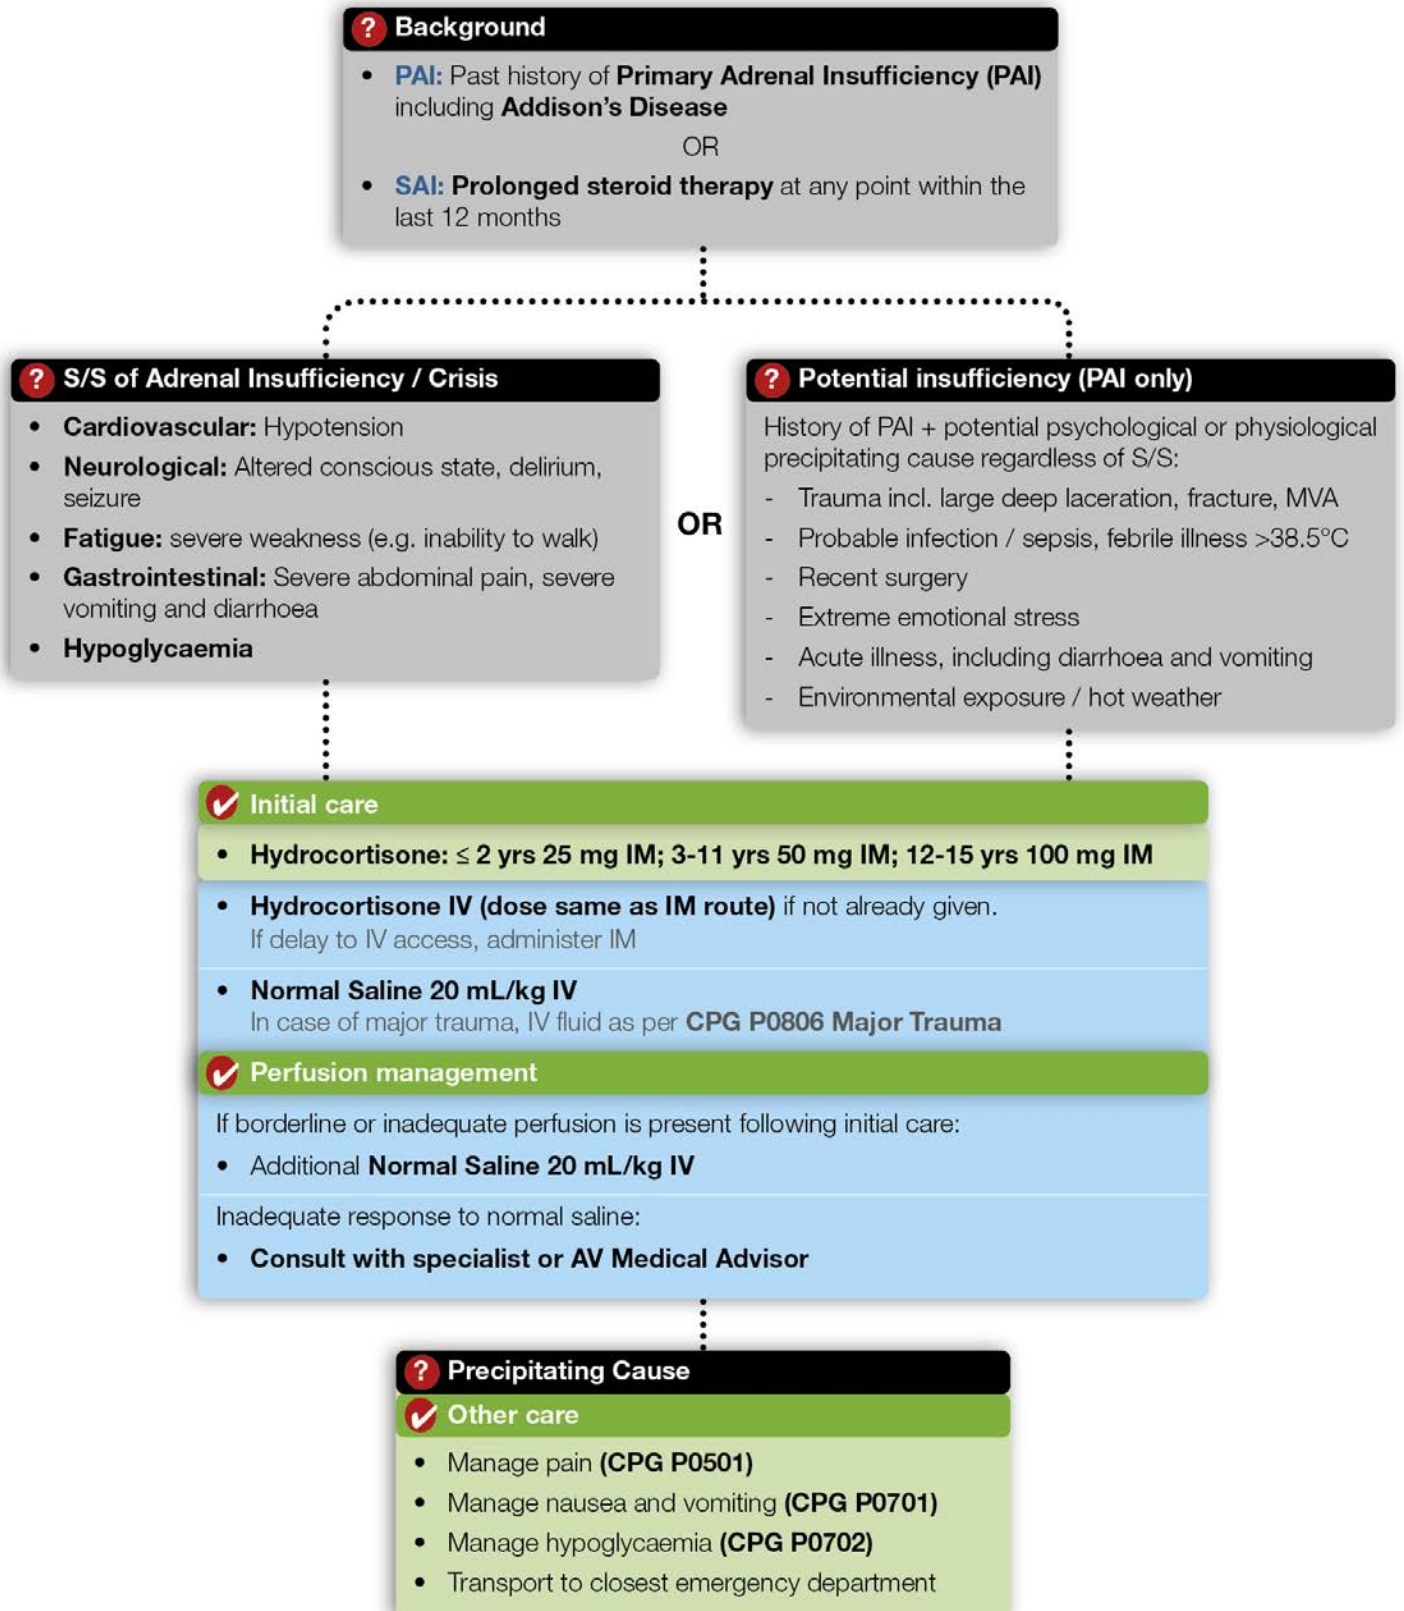 Background
• PAI: Past history of Primary Adrenal Insufficiency (PAI)
including Addison's Disease
OR
• SAI: Prolonged steroid therapy at any point within the
last 12 months
S/S of Adrenal Insufficiency / Crisis
• Cardiovascular: Hypotension
• Neurological: Altered conscious state, delirium,
seizure
• Fatigue: severe weakness (e.g. inability to walk)
• Gastrointestinal: Severe abdominal pain, severe
vomiting and diarrhoea
• Hypoglycaemia
OR
Potential insufficiency (PAI only)
History of PAI + potential psychological or physiological
precipitating cause regardless of S/S:
- Trauma incl. large deep laceration, fracture, MVA
- Probable infection / sepsis, febrile illness >38.5°C
- Recent surgery
- Extreme emotional stress
- Acute illness, including diarrhoea and vomiting
- Environmental exposure / hot weather
Initial care
• Hydrocortisone: ≤ 2 yrs 25 mg IM; 3-11 yrs 50 mg IM; 12-15 yrs 100 mg IM
• Hydrocortisone IV (dose same as IM route) if not already given.
If delay to IV access, administer IM
• Normal Saline 20 mL/kg IV
In case of major trauma, IV fluid as per CPG P0806 Major Trauma
Perfusion management
If borderline or inadequate perfusion is present following initial care:
• Additional Normal Saline 20 mL/kg IV
Inadequate response to normal saline:
• Consult with specialist or AV Medical Advisor
Precipitating Cause
Other care
• Manage pain (CPG P0501)
• Manage nausea and vomiting (CPG P0701)
• Manage hypoglycaemia (CPG P0702)
• Transport to closest emergency department